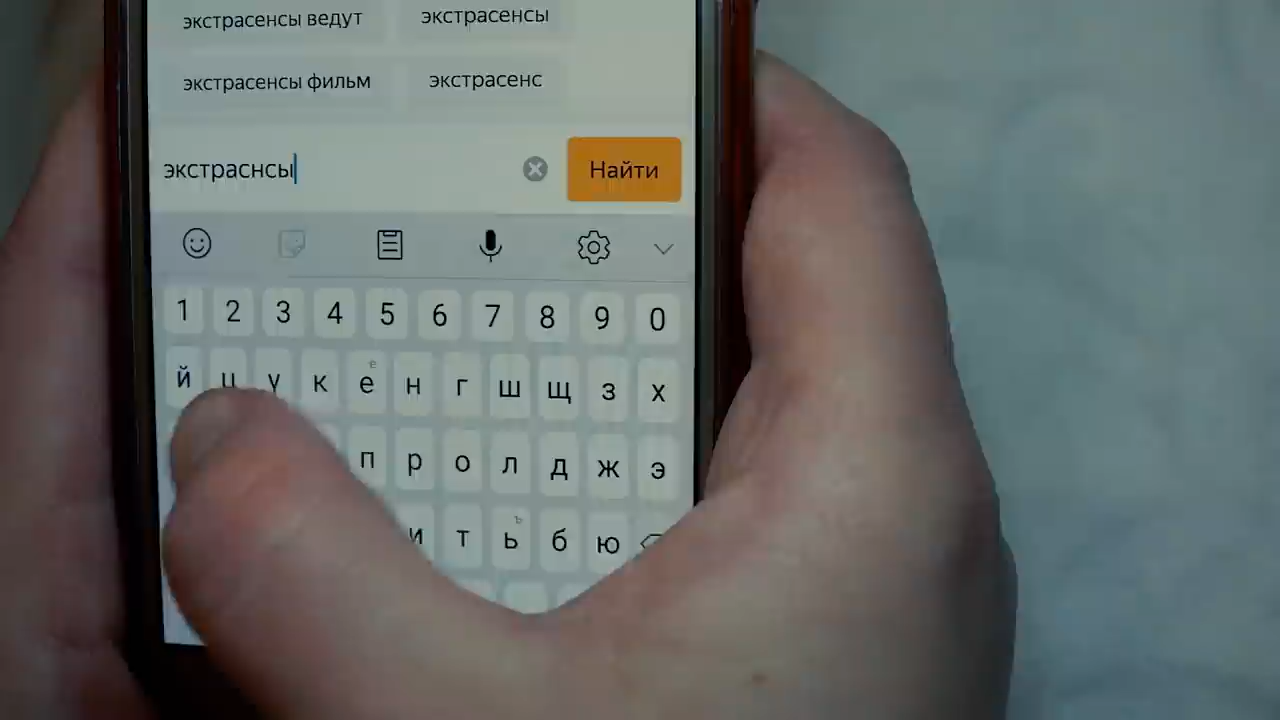 экстрасенсы ведут экстрасенсы
экстрасенсы фильм экстрасенс
экстраснсы Найти
1 2 3 4 5 6 7 8 9 0
й ц у к е ё н г ш щ з х
п р о л д ж э
и т ь ъ б ю